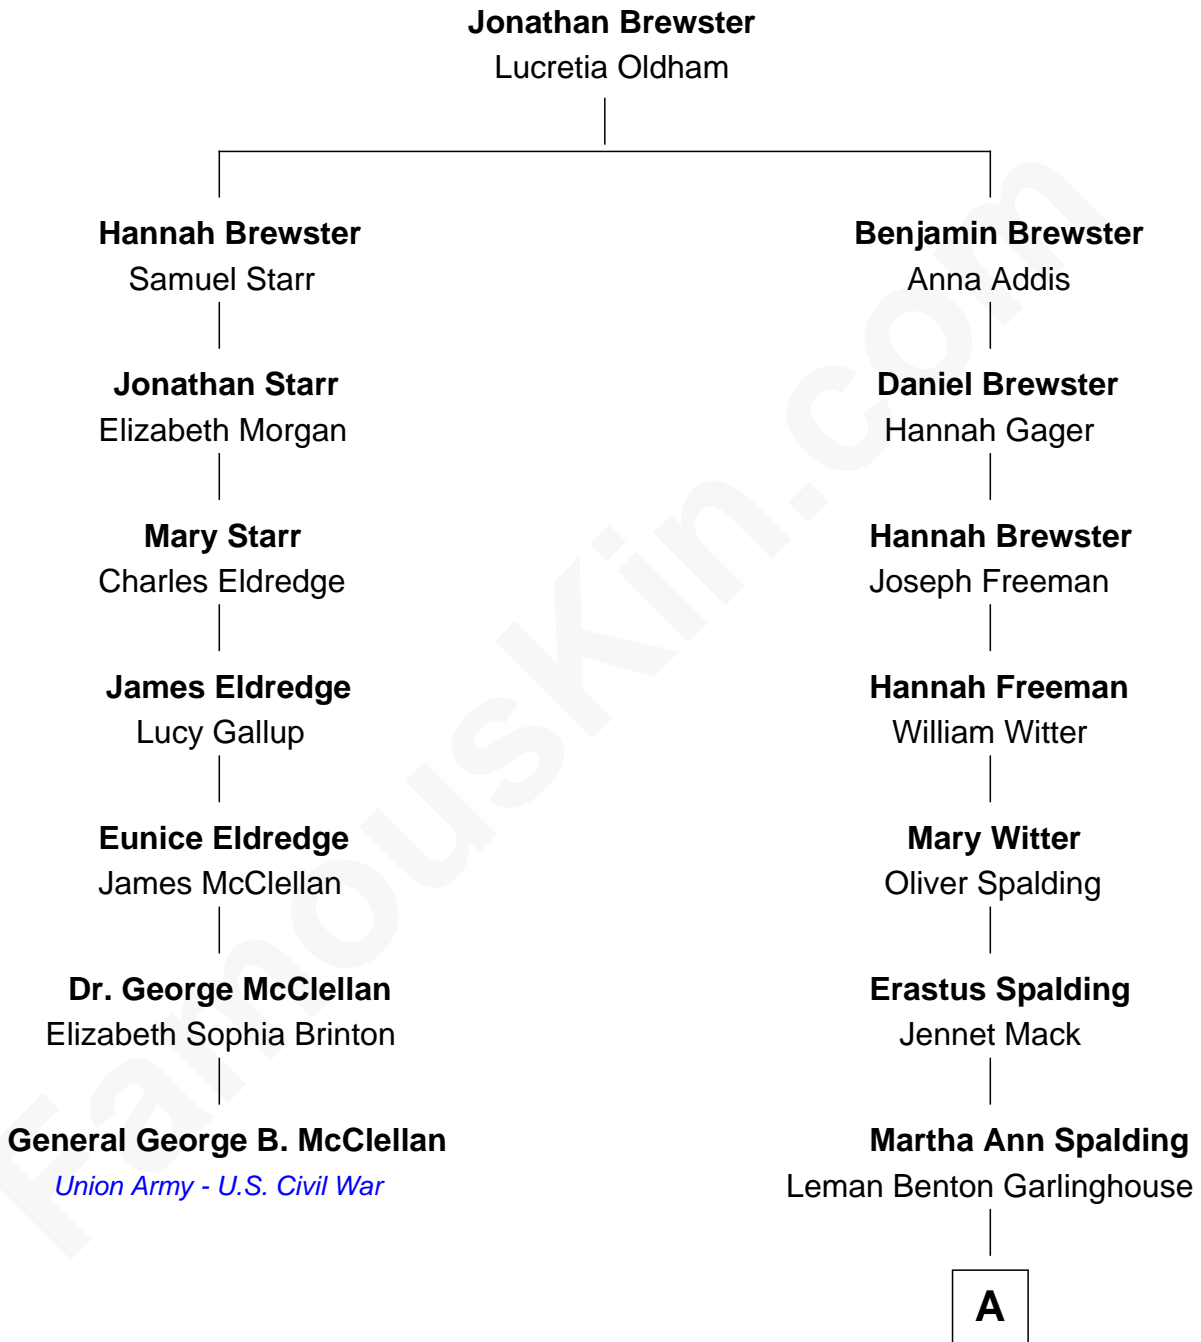 Jonathan Brewster
Lucretia Oldham
Hannah Brewster
Samuel Starr
Benjamin Brewster
Anna Addis
Jonathan Starr
Elizabeth Morgan
Daniel Brewster
Hannah Gager
Mary Starr
Charles Eldredge
Hannah Brewster
Joseph Freeman
James Eldredge
Lucy Gallup
Hannah Freeman
William Witter
Eunice Eldredge
James McClellan
Mary Witter
Oliver Spalding
Dr. George McClellan
Elizabeth Sophia Brinton
Erastus Spalding
Jennet Mack
General George B. McClellan
Union Army - U.S. Civil War
Martha Ann Spalding
Leman Benton Garlinghouse
A
FamousKin.com